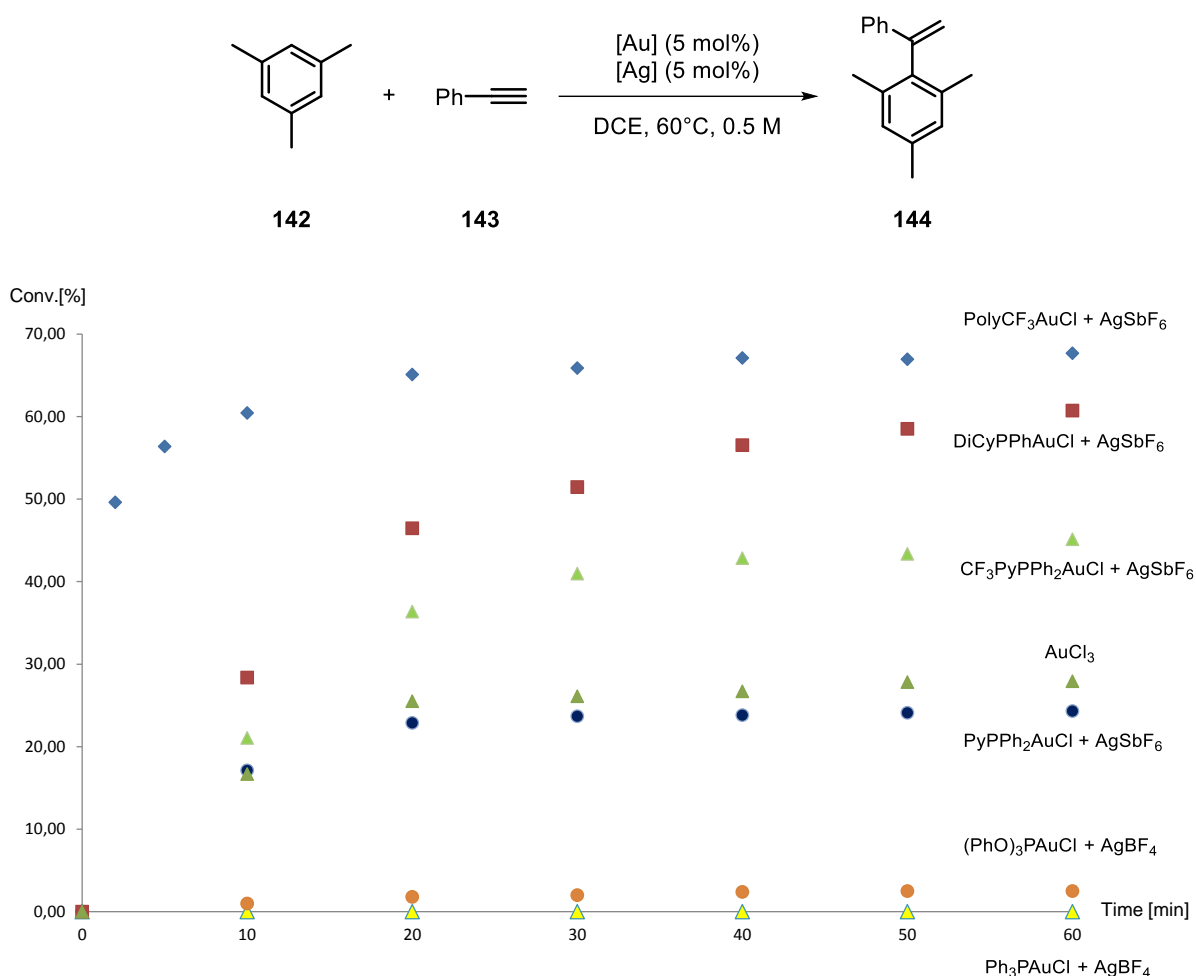 Ph
[Au] (5 mol%)
[Ag] (5 mol%)
+
Ph
DCE, 60°C, 0.5 M
142
143
144
Conv.[%]
PolyCF₃AuCl + AgSbF₆
70,00
60,00
DiCyPPhAuCl + AgSbF₆
50,00
40,00
CF₃PyPPh₂AuCl + AgSbF₆
30,00
AuCl₃
20,00
PyPPh₂AuCl + AgSbF₆
10,00
(PhO)₃PAuCl + AgBF₄
0,00
Time [min]
0 10 20 30 40 50 60
Ph₃PAuCl + AgBF₄